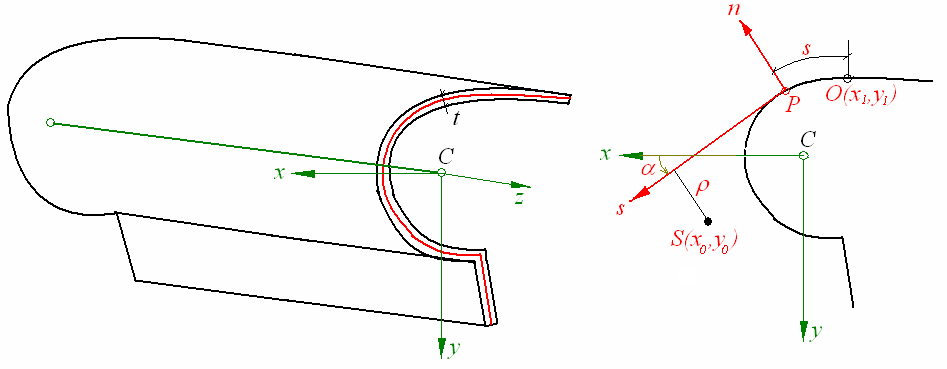 t
C
x
z
y
n
s
P
O(x₁,y₁)
x
C
α
s
ρ
S(x₀,y₀)
y